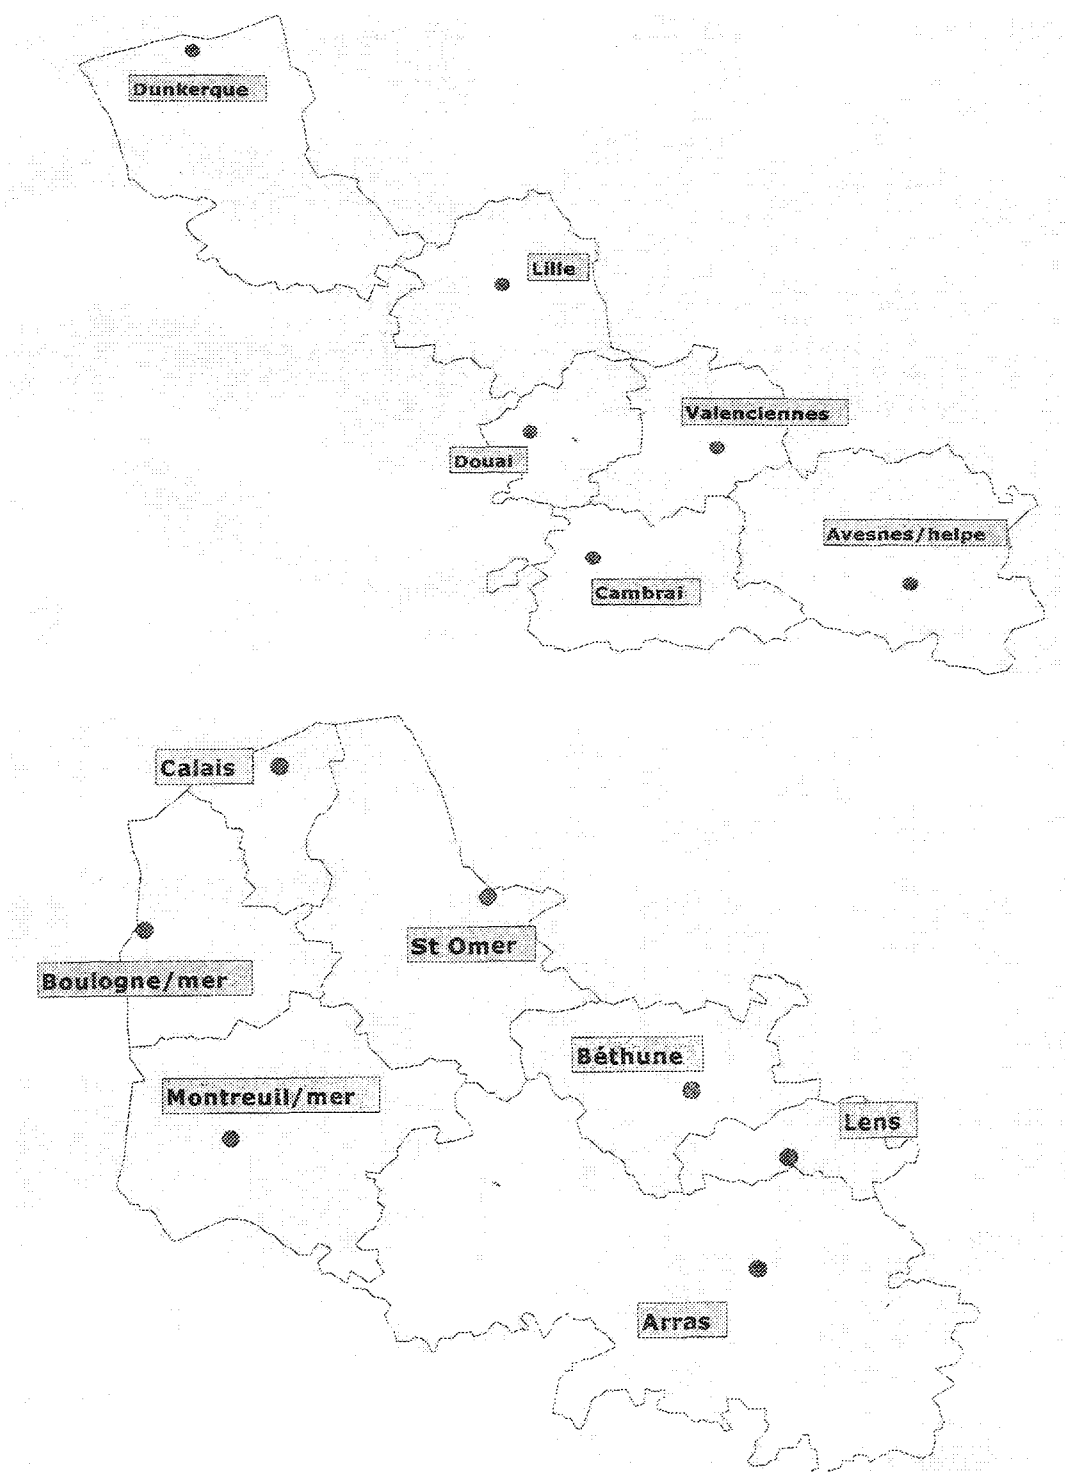 Dunkerque
Lille
Valenciennes
Douai
Avesnes/helpe
Cambrai
Calais
St Omer
Boulogne/mer
Béthune
Montreuil/mer
Lens
Arras